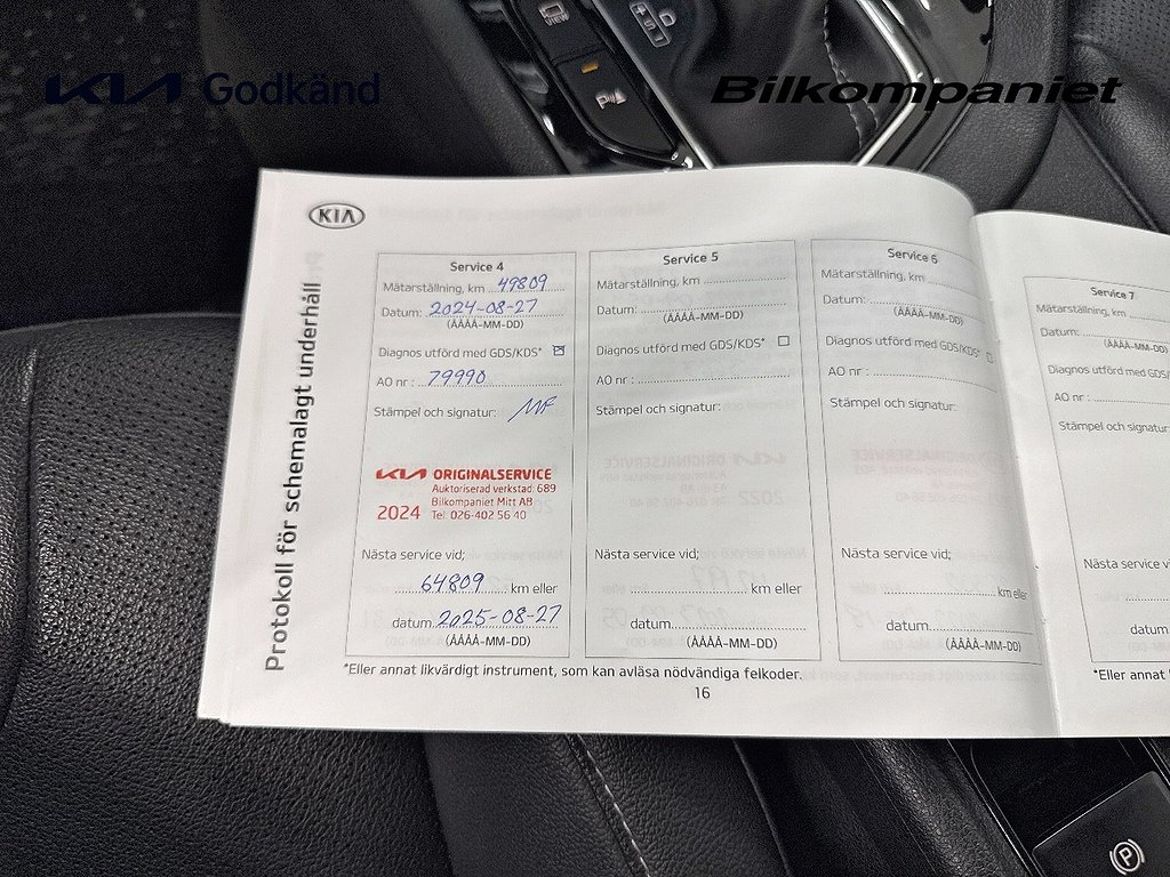 KIA Godkänd
Bilkompaniet
VIEW
D
+
S
P
KIA
Protokoll för schemalagt underhåll
Service 4
Mätarställning, km 49809
Datum: 2024-08-27
(ÅÅÅÅ-MM-DD)
Diagnos utförd med GDS/KDS*
AO nr : 79990
Stämpel och signatur: MF
KIA ORIGINALSERVICE
Auktoriserad verkstad: 689
Bilkompaniet Mitt AB
2024 Tel: 026-402 56 40
Nästa service vid;
64809 km eller
datum 2025-08-27
(ÅÅÅÅ-MM-DD)
Service 5
Mätarställning, km
Datum:
(ÅÅÅÅ-MM-DD)
Diagnos utförd med GDS/KDS*
AO nr :
Stämpel och signatur:
Nästa service vid;
km eller
datum
(ÅÅÅÅ-MM-DD)
Service 6
Mätarställning, km
Datum:
(ÅÅÅÅ-MM-DD)
Diagnos utförd med GDS/KDS*
AO nr :
Stämpel och signatur:
Nästa service vid;
km eller
datum
(ÅÅÅÅ-MM-DD)
*Eller annat likvärdigt instrument, som kan avläsa nödvändiga felkoder.
16
Service 7
Mätarställning, km
Datum:
(ÅÅÅÅ-MM-DD)
Diagnos utförd med GDS/
AO nr :
Stämpel och signatur
Nästa service v
datum
*Eller annat
P